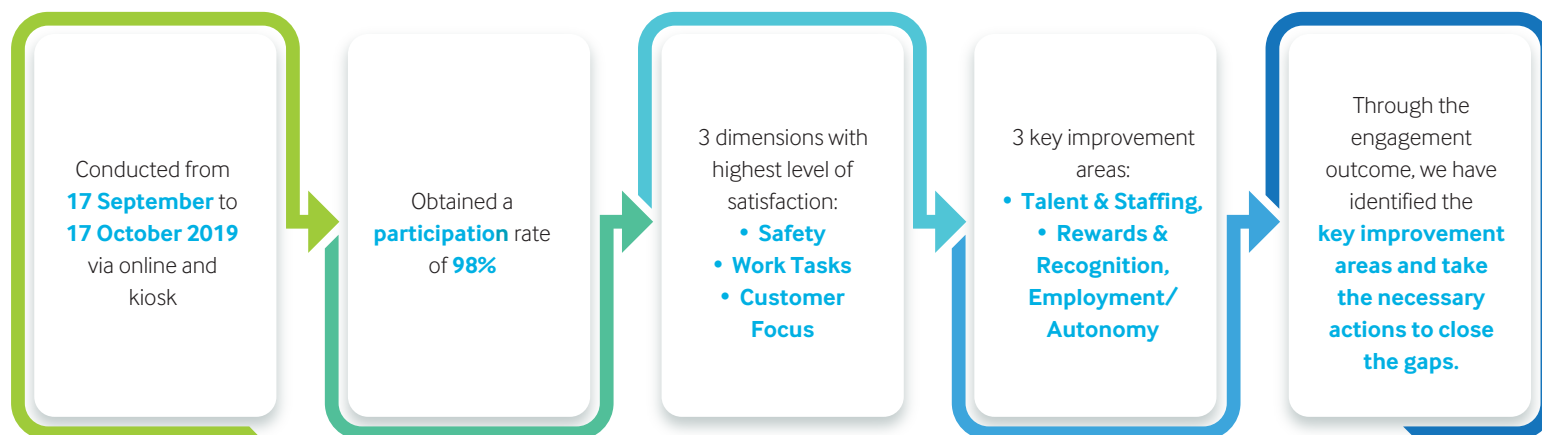 Conducted from
17 September to
17 October 2019
via online and
kiosk
Obtained a
participation rate
of 98%
3 dimensions with
highest level of
satisfaction:
• Safety
• Work Tasks
• Customer
Focus
3 key improvement
areas:
• Talent & Staffing,
• Rewards &
Recognition,
Employment/
Autonomy
Through the
engagement
outcome, we have
identified the
key improvement
areas and take
the necessary
actions to close
the gaps.